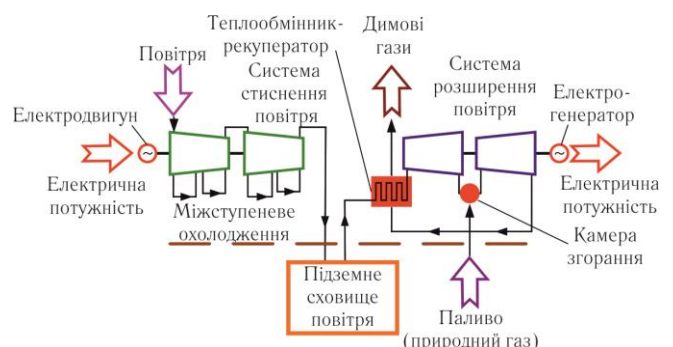 Повітря
Теплообмінник-
рекуператор
Димові
гази
Система
стиснення
повітря
Система
розширення
повітря
Електродвигун
Електро-
генератор
~
~
Електрична
потужність
Міжступеневе
охолодження
Електрична
потужність
Камера
згорання
Підземне
сховище
повітря
Паливо
(природний газ)